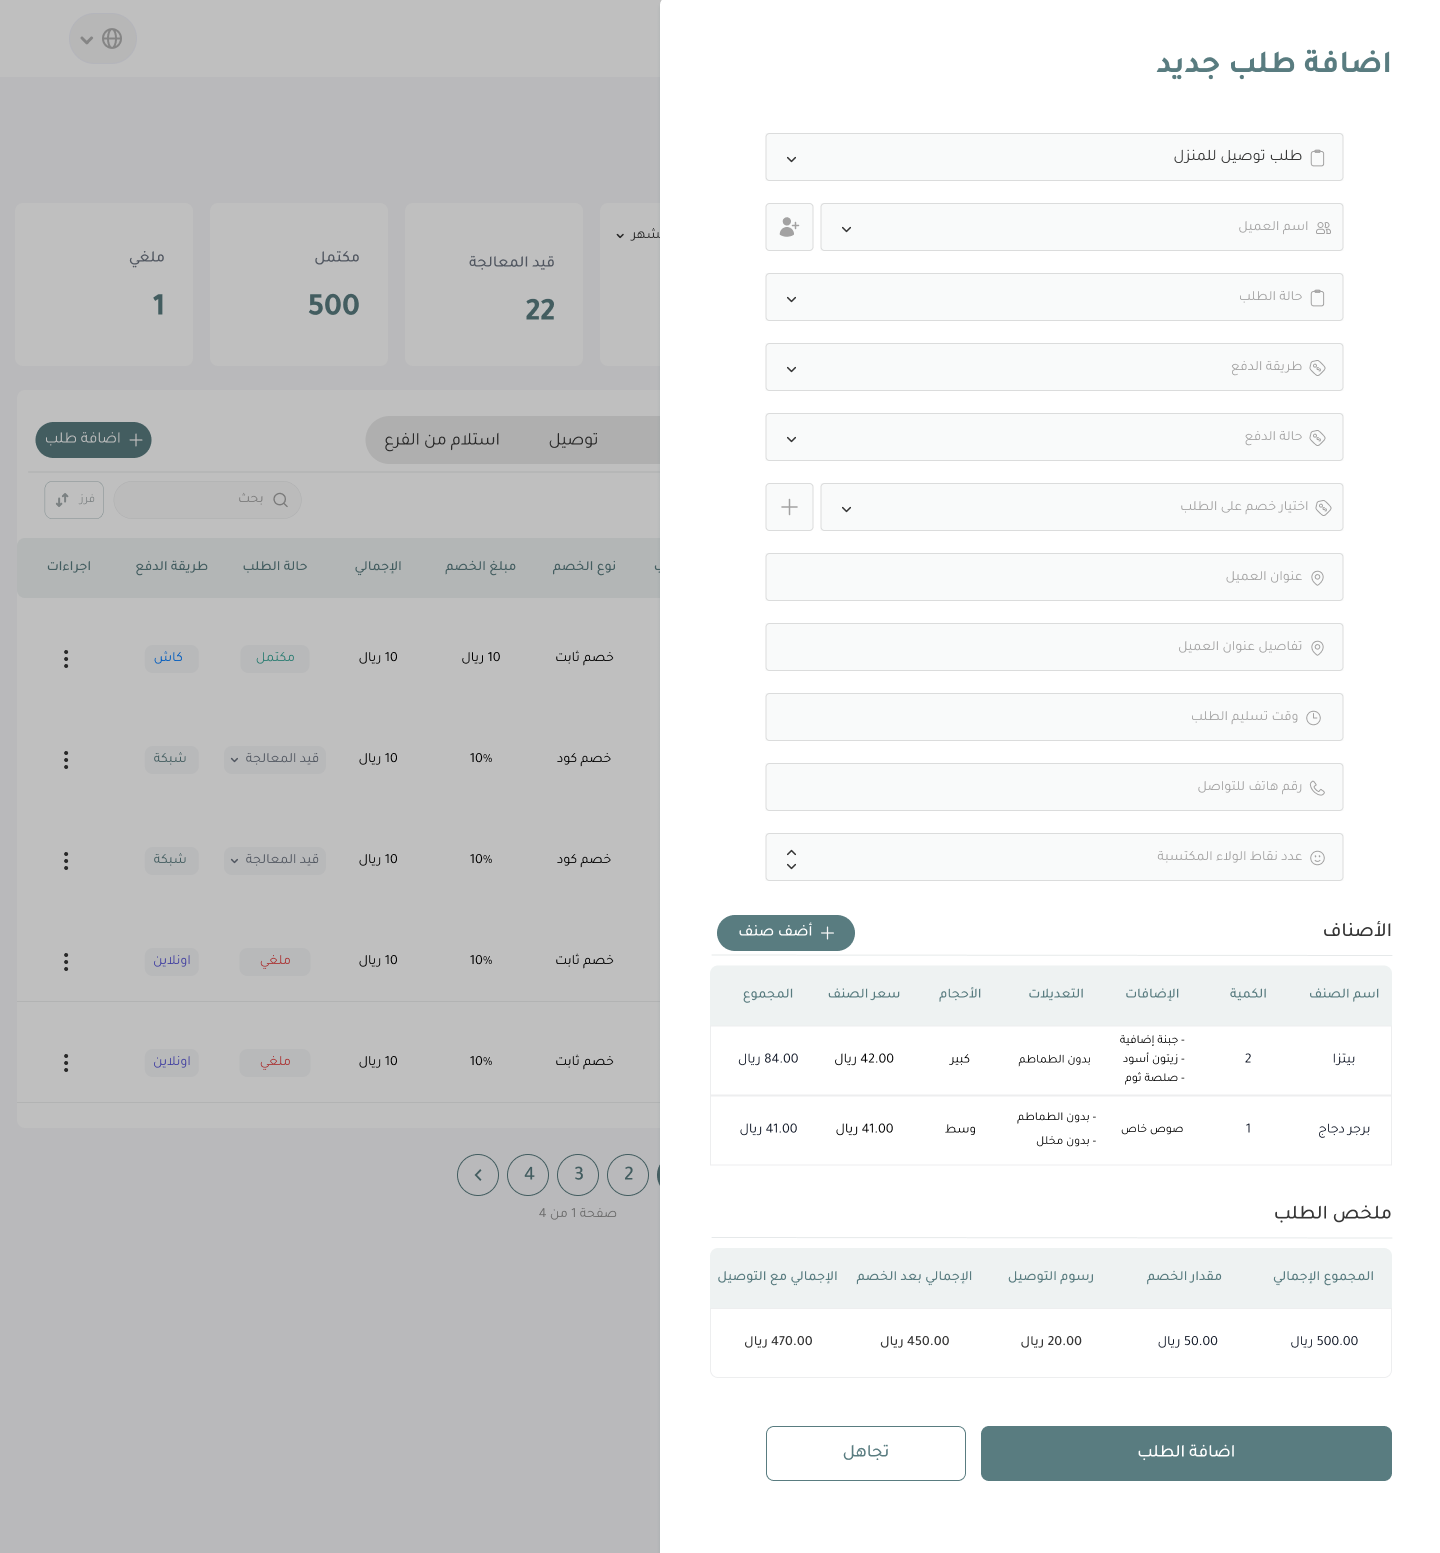 اضافة طلب جديد
طلب توصيل للمنزل
اسم العميل
حالة الطلب
طريقة الدفع
حالة الدفع
اختيار خصم على الطلب
عنوان العميل
تفاصيل عنوان العميل
وقت تسليم الطلب
رقم هاتف للتواصل
عدد نقاط الولاء المكتسبة
الأصناف
أضف صنف
اسم الصنف الكمية الإضافات التعديلات الأحجام سعر الصنف المجموع
بيتزا 2 - جبنة إضافية
- زيتون أسود
- صلصة ثوم
بدون الطماطم كبير 42.00 ريال 84.00 ريال
برجر دجاج 1 صوص خاص - بدون الطماطم
- بدون مخلل
وسط 41.00 ريال 41.00 ريال
ملخص الطلب
المجموع الإجمالي مقدار الخصم رسوم التوصيل الإجمالي بعد الخصم الإجمالي مع التوصيل
500.00 ريال 50.00 ريال 20.00 ريال 450.00 ريال 470.00 ريال
اضافة الطلب
تجاهل
قيد المعالجة
22
مكتمل
500
ملغي
1
توصيل استلام من الفرع
اضافة طلب
بحث
فرز
نوع الخصم مبلغ الخصم الإجمالي حالة الطلب طريقة الدفع اجراءات
خصم ثابت 10 ريال 10 ريال مكتمل كاش
خصم كود 10% 10 ريال قيد المعالجة شبكة
خصم كود 10% 10 ريال قيد المعالجة شبكة
خصم ثابت 10% 10 ريال ملغي اونلاين
خصم ثابت 10% 10 ريال ملغي اونلاين
2 3 4
صفحة 1 من 4